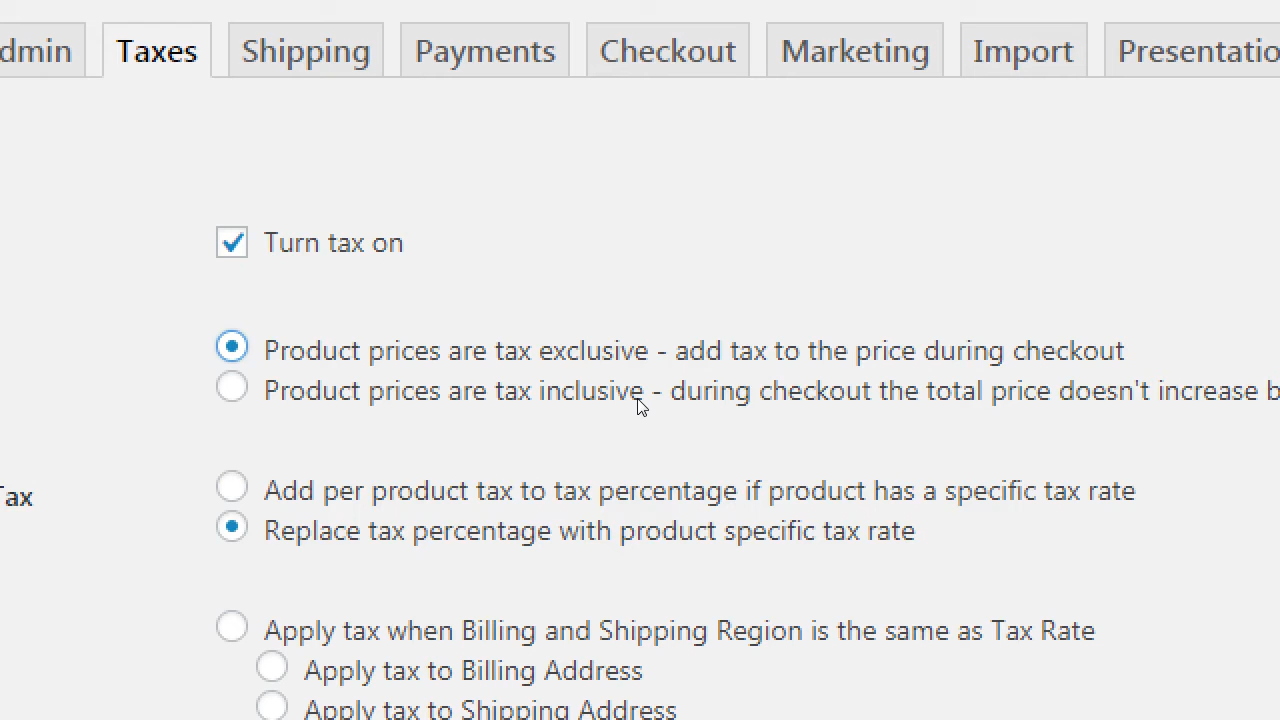 dmin Taxes Shipping Payments Checkout Marketing Import Presentatio
Turn tax on
Product prices are tax exclusive - add tax to the price during checkout
Product prices are tax inclusive - during checkout the total price doesn't increase b
Tax
Add per product tax to tax percentage if product has a specific tax rate
Replace tax percentage with product specific tax rate
Apply tax when Billing and Shipping Region is the same as Tax Rate
Apply tax to Billing Address
Apply tax to Shipping Address